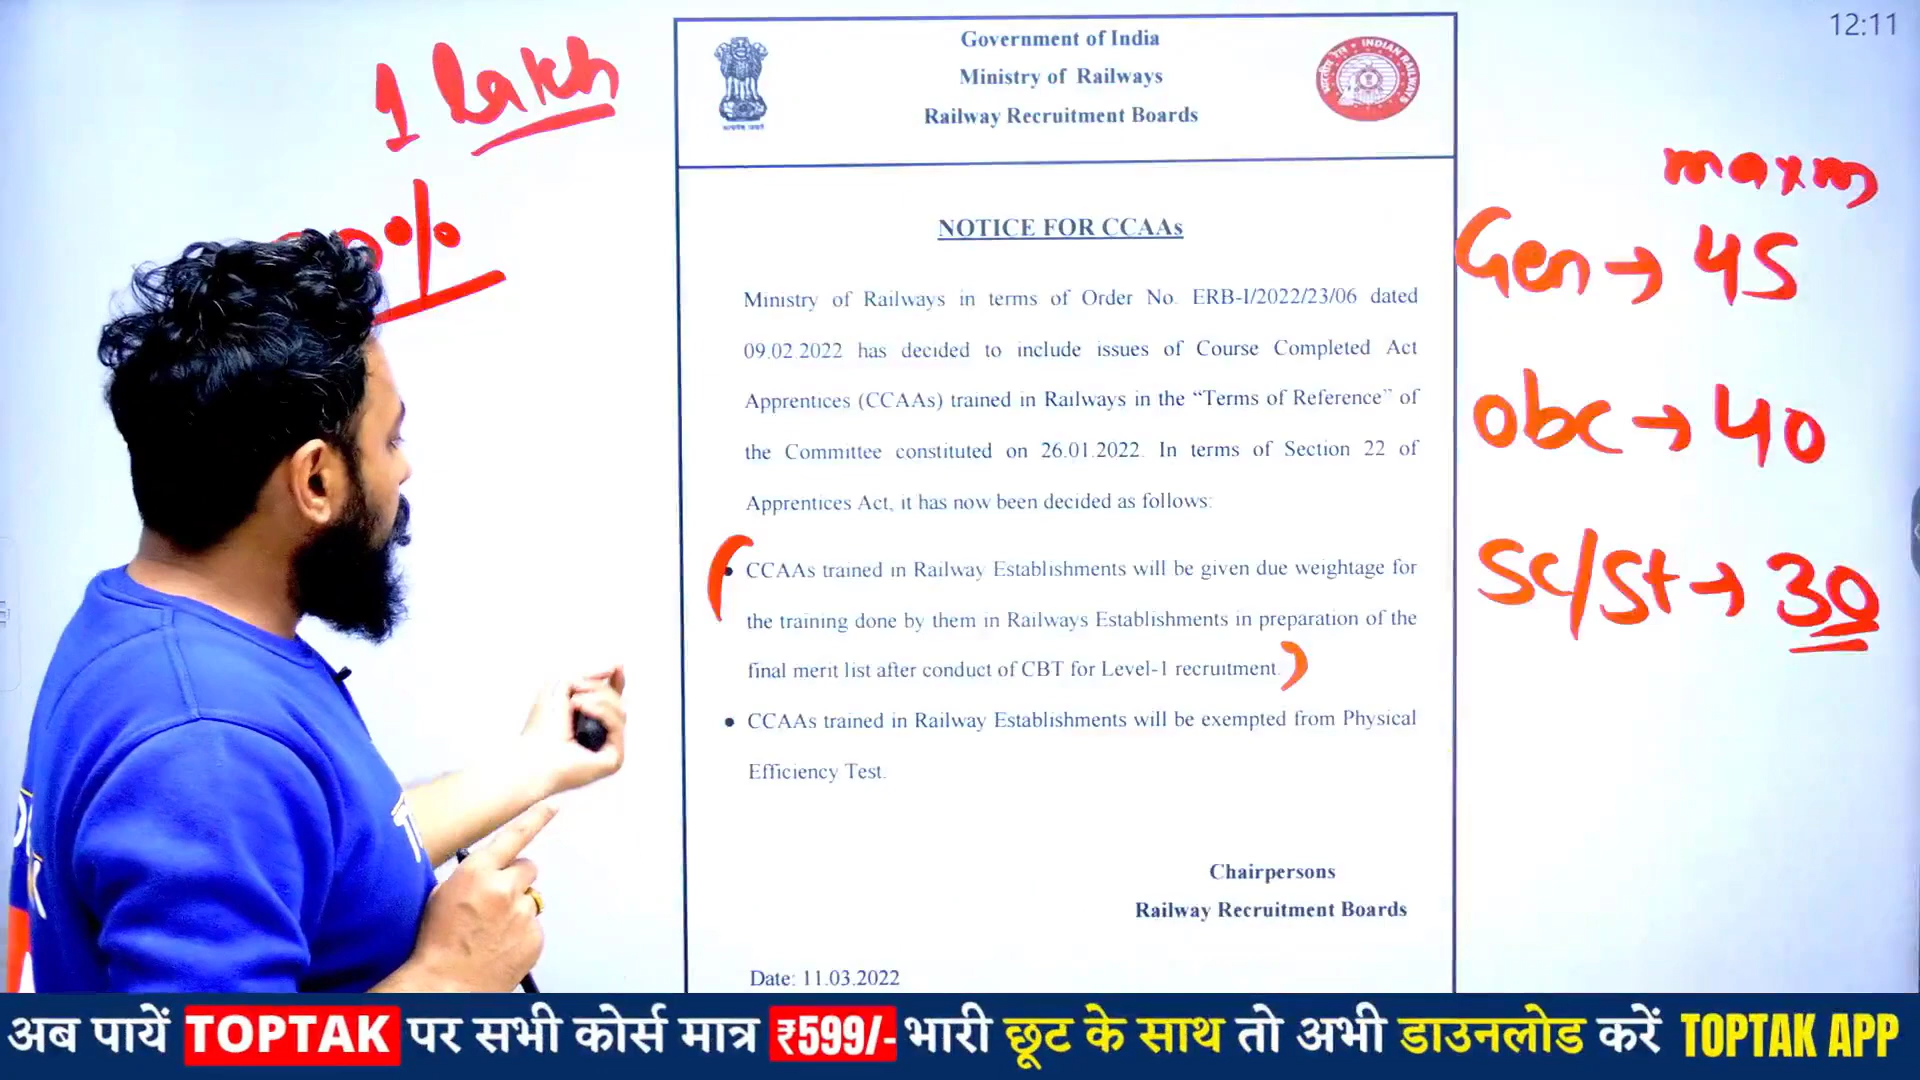 12:11
1 lakh
0%
Government of India
Ministry of Railways
Railway Recruitment Boards
INDIAN RAILWAYS
NOTICE FOR CCAAs
Ministry of Railways in terms of Order No. ERB-I/2022/23/06 dated
09.02.2022 has decided to include issues of Course Completed Act
Apprentices (CCAAs) trained in Railways in the “Terms of Reference” of
the Committee constituted on 26.01.2022. In terms of Section 22 of
Apprentices Act, it has now been decided as follows:
• CCAAs trained in Railway Establishments will be given due weightage for
the training done by them in Railways Establishments in preparation of the
final merit list after conduct of CBT for Level-1 recruitment.
• CCAAs trained in Railway Establishments will be exempted from Physical
Efficiency Test.
Chairpersons
Railway Recruitment Boards
Date: 11.03.2022
maxm
Gen → 45
Obc → 40
Sc/St → 30
अब पायें TOPTAK पर सभी कोर्स मात्र ₹599/- भारी छूट के साथ तो अभी डाउनलोड करें TOPTAK APP